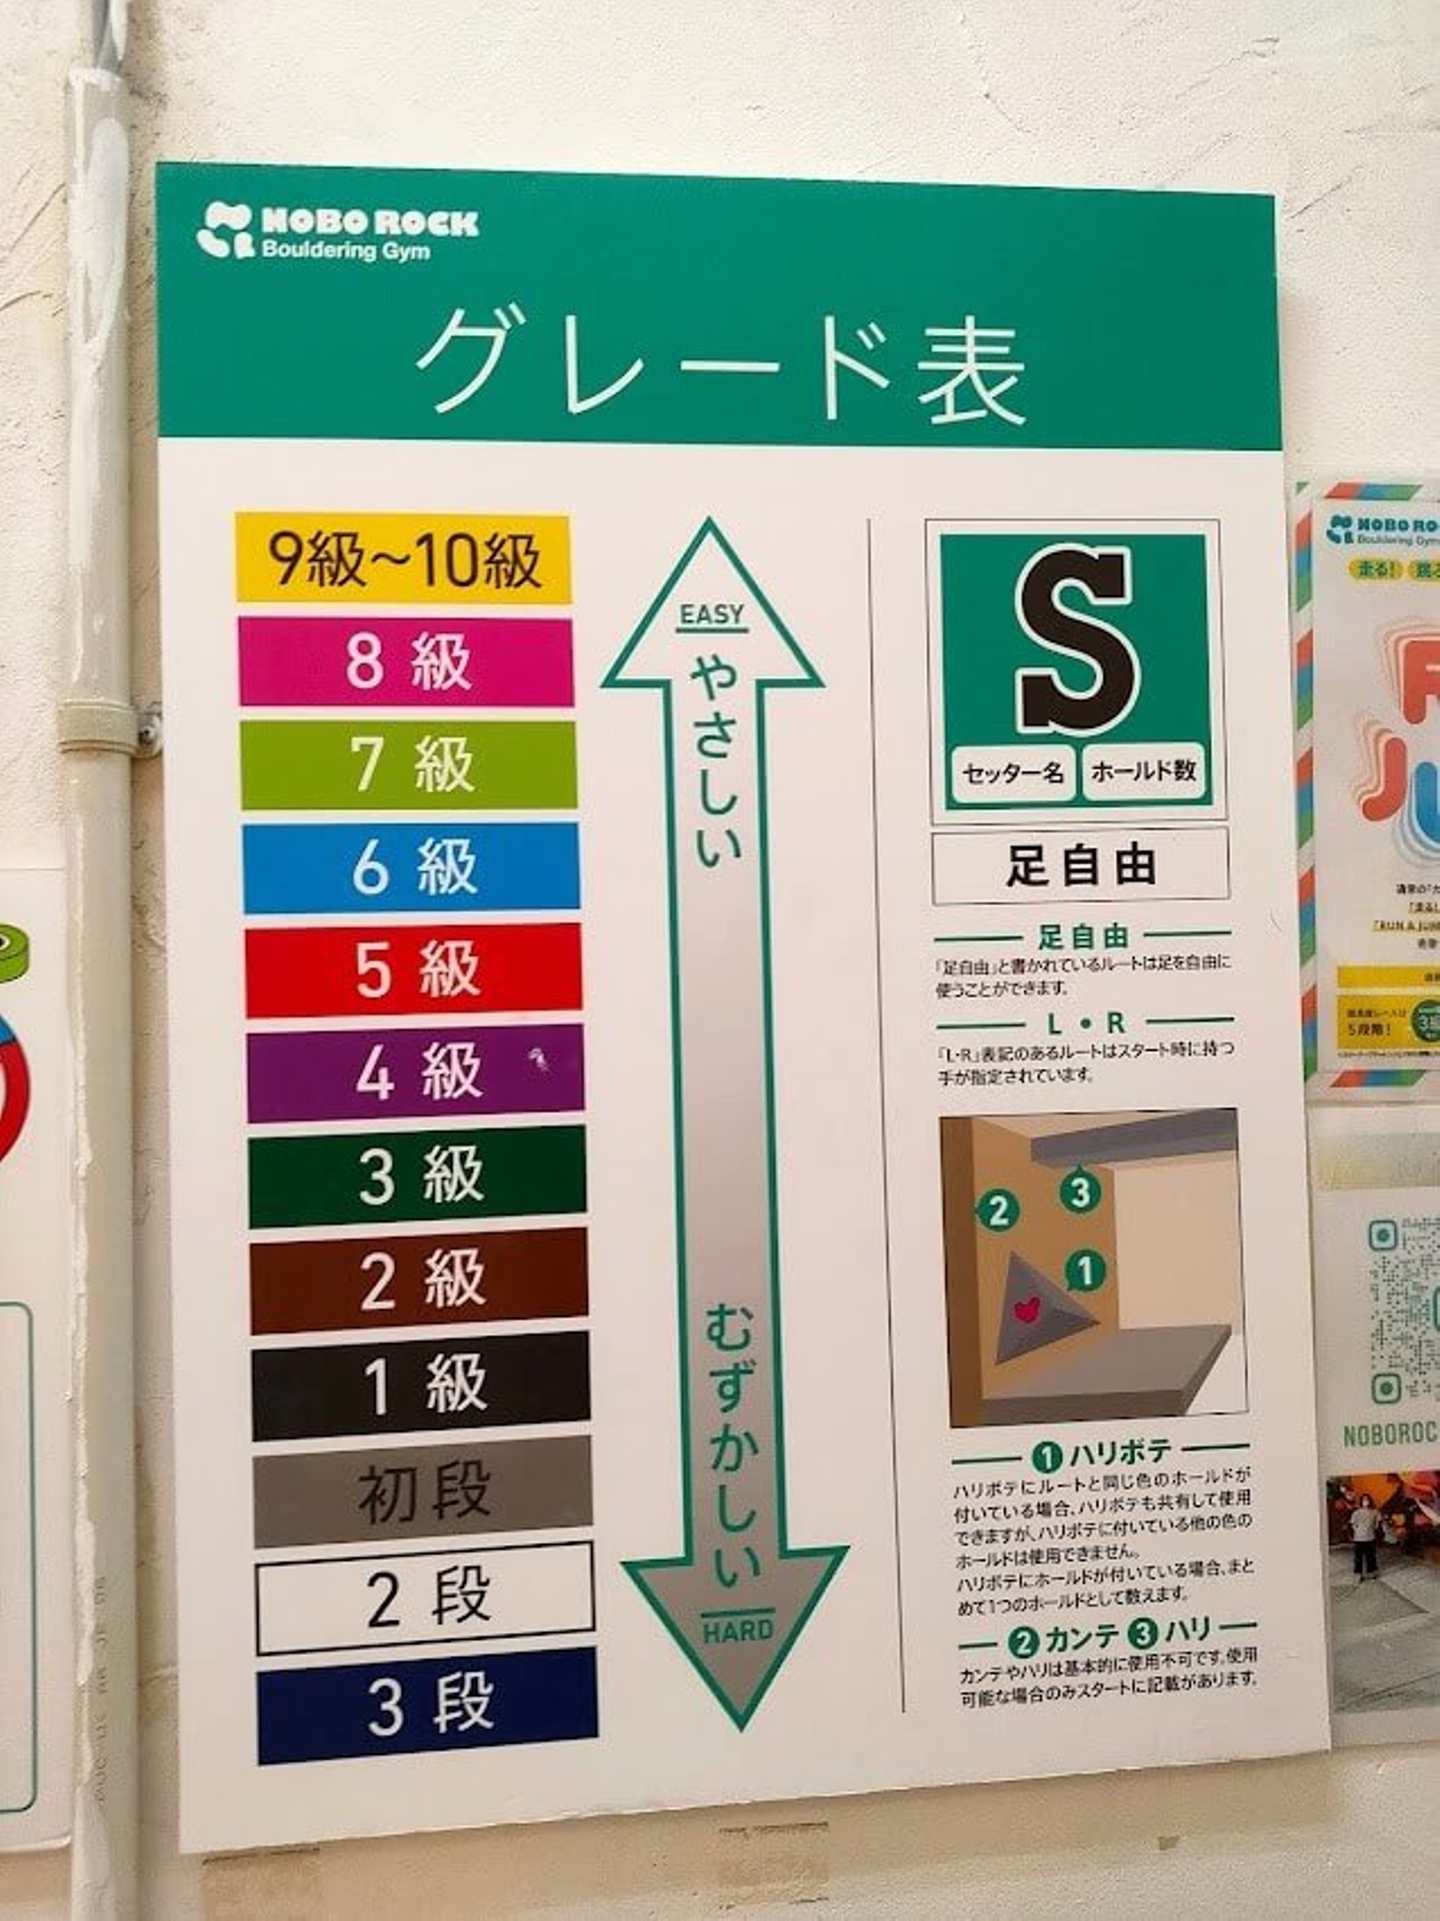 NOBO ROCK
Bouldering Gym
グレード表
9級~10級
8 級
7 級
6 級
5 級
4 級
3 級
2 級
1 級
初段
2 段
3 段
EASY
やさしい
むずかしい
HARD
S
セッター名 ホールド数
足自由
足自由
「足自由」と書かれているルートは足を自由に
使うことができます。
L・R
「L・R」表記のあるルートはスタート時に持つ
手が指定されています。
2
3
1
1 ハリボテ
ハリボテにルートと同じ色のホールドが
付いている場合、ハリボテも共有して使用
できますが、ハリボテに付いている他の色の
ホールドは使用できません。
ハリボテにホールドが付いている場合、まと
めて1つのホールドとして数えます。
2 カンテ 3 ハリ
カンテやハリは基本的に使用不可です。使用
可能な場合のみスタートに記載があります。
NOBO RO
Bouldering Gym
走る!
5段階!
NOBOROC